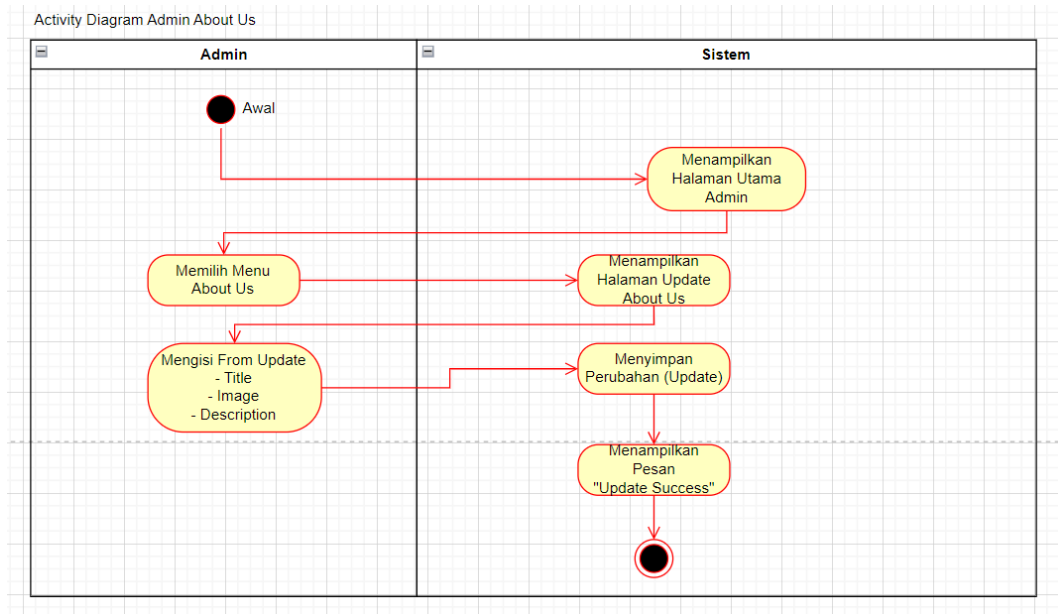 Activity Diagram Admin About Us
Admin
Sistem
Awal
Menampilkan
Halaman Utama
Admin
Memilih Menu
About Us
Menampilkan
Halaman Update
About Us
Mengisi From Update
- Title
- Image
- Description
Menyimpan
Perubahan (Update)
Menampilkan
Pesan
"Update Success"